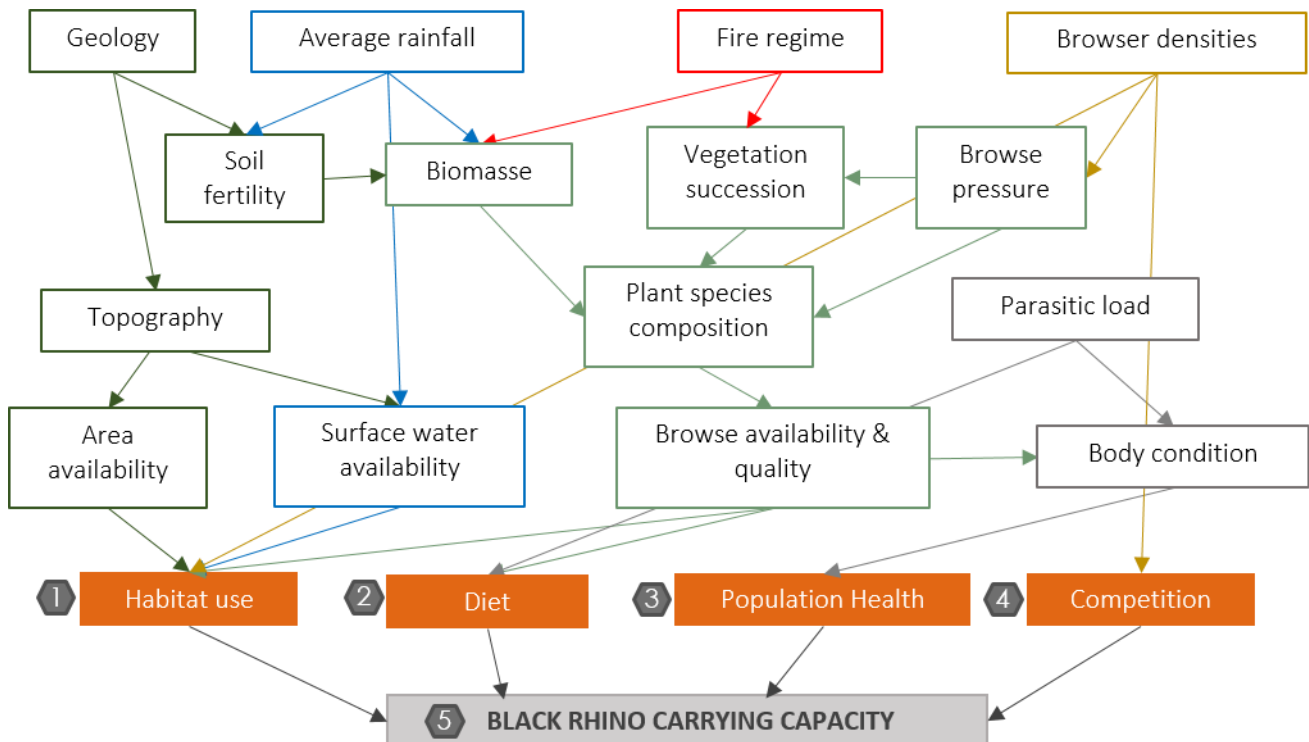 Geology
Average rainfall
Fire regime
Browser densities
Soil
fertility
Biomasse
Vegetation
succession
Browse
pressure
Topography
Plant species
composition
Parasitic load
Area
availability
Surface water
availability
Browse availability &
quality
Body condition
1 Habitat use
2 Diet
3 Population Health
4 Competition
5 BLACK RHINO CARRYING CAPACITY